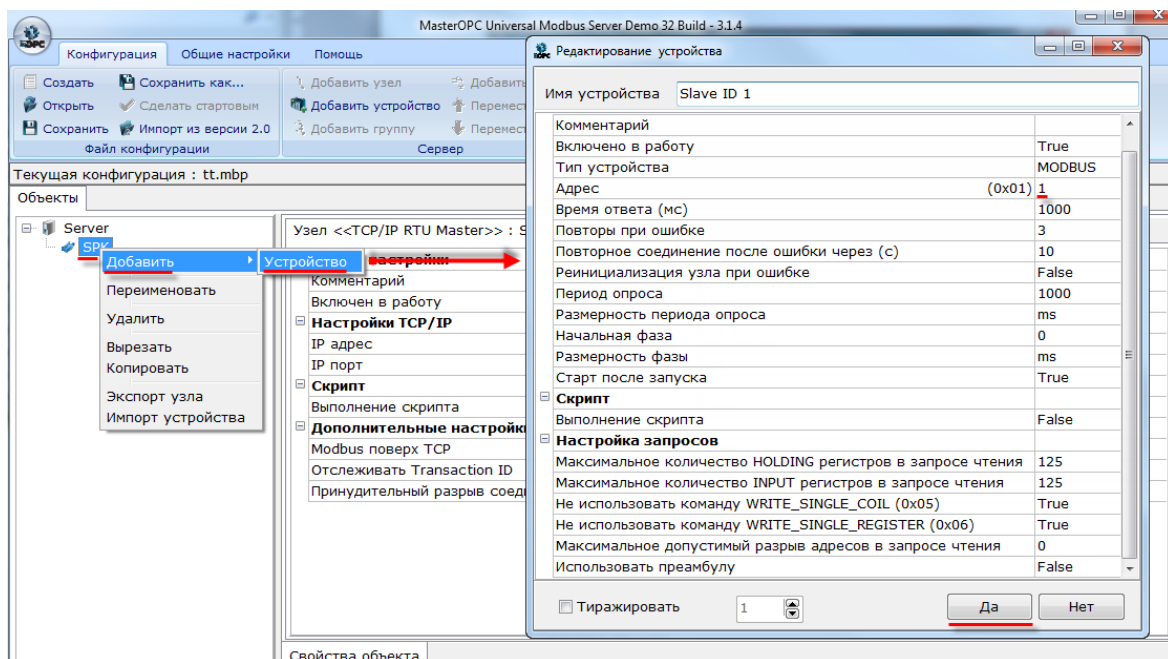 MasterOPC Universal Modbus Server Demo 32 Build - 3.1.4
Конфигурация Общие настройки Помощь
Создать Сохранить как...
Открыть Сделать стартовым
Сохранить Импорт из версии 2.0
Файл конфигурации
Добавить узел Добавить
Добавить устройство Перемест
Добавить группу Перемест
Сервер
Текущая конфигурация : tt.mbp
Объекты
Server
SPK
Добавить
Устройство
Переименовать
Удалить
Вырезать
Копировать
Экспорт узла
Импорт устройства
Узел <<TCP/IP RTU Master>> : S
Комментарий
Включен в работу
Настройки TCP/IP
IP адрес
IP порт
Скрипт
Выполнение скрипта
Дополнительные настройки
Modbus поверх TCP
Отслеживать Transaction ID
Принудительный разрыв соеди
Свойства объекта
Редактирование устройства
Имя устройства Slave ID 1
Комментарий
Включено в работу True
Тип устройства MODBUS
Адрес (0x01) 1
Время ответа (мс) 1000
Повторы при ошибке 3
Повторное соединение после ошибки через (с) 10
Реинициализация узла при ошибке False
Период опроса 1000
Размерность периода опроса ms
Начальная фаза 0
Размерность фазы ms
Старт после запуска True
Скрипт
Выполнение скрипта False
Настройка запросов
Максимальное количество HOLDING регистров в запросе чтения 125
Максимальное количество INPUT регистров в запросе чтения 125
Не использовать команду WRITE_SINGLE_COIL (0x05) True
Не использовать команду WRITE_SINGLE_REGISTER (0x06) True
Максимальное допустимый разрыв адресов в запросе чтения 0
Использовать преамбулу False
Тиражировать 1 Да Нет